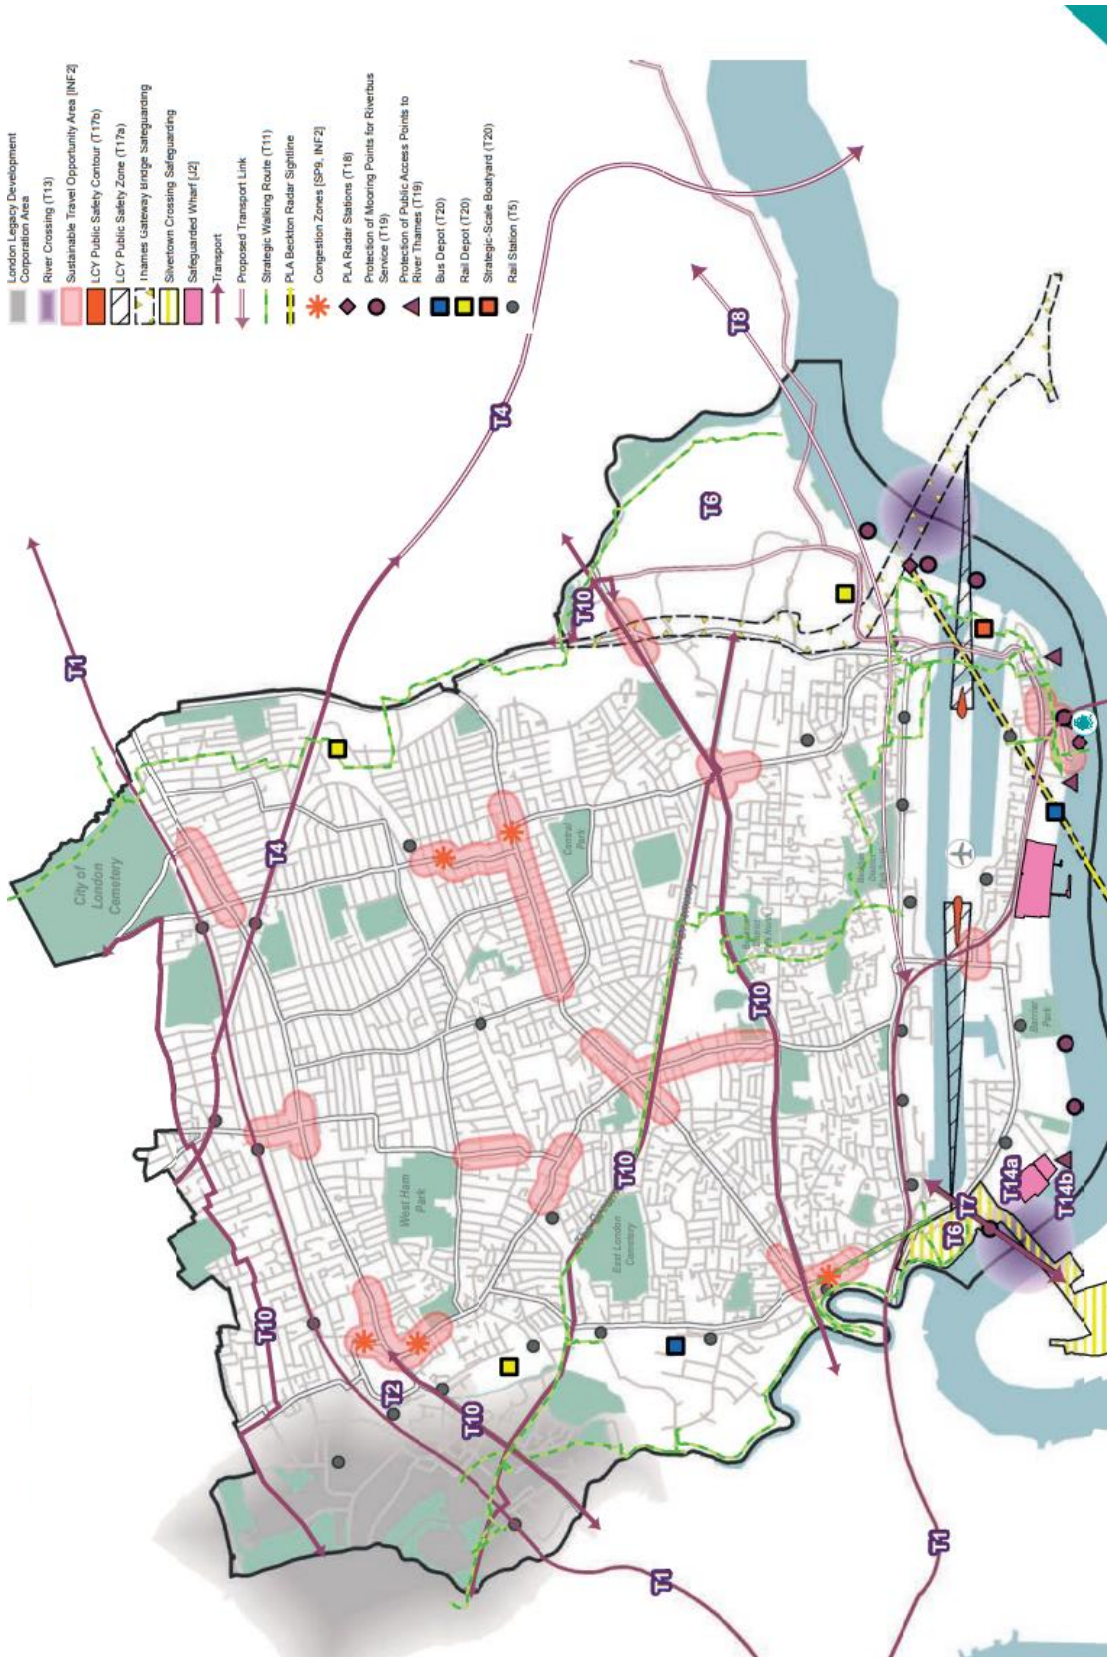 London Legacy Development
Corporation Area
River Crossing (T13)
Sustainable Travel Opportunity Area [INF2]
LCY Public Safety Contour (T17b)
LCY Public Safety Zone (T17a)
Thames Gateway Bridge Safeguarding
Silvertown Crossing Safeguarding
Safeguarded Wharf [J2]
Transport
Proposed Transport Link
Strategic Walking Route (T11)
PLA Beckton Radar Sightline
Congestion Zones [SP9, INF2]
PLA Radar Stations (T18)
Protection of Mooring Points for Riverbus
Service (T19)
Protection of Public Access Points to
River Thames (T19)
Bus Depot (T20)
Rail Depot (T20)
Strategic-Scale Boatyard (T20)
Rail Station (T5)
T1
T4
T4
T8
T6
T10
City of
London
Cemetery
Central
Park
T10
West Ham
Park
T10
East London
Cemetery
T10
T2
T10
T1
T1
T6
T7
T14a
T14b
Barrier
Park